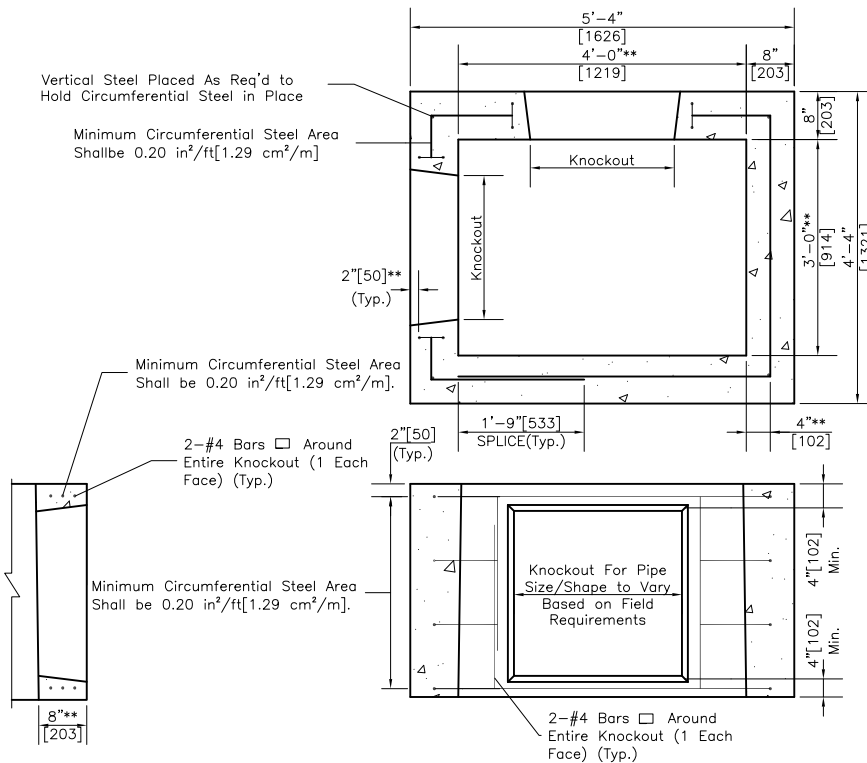 5'-4"
[1626]
4'-0"**
[1219]
8"
[203]
Vertical Steel Placed As Req'd to
Hold Circumferential Steel in Place
Minimum Circumferential Steel Area
Shallbe 0.20 in²/ft[1.29 cm²/m]
Knockout
8"
[203]
3'-0"**
[914]
4'-4"
[1321]
Knockout
2"[50]**
(Typ.)
Minimum Circumferential Steel Area
Shall be 0.20 in²/ft[1.29 cm²/m].
1'-9"[533]
SPLICE(Typ.)
4"**
[102]
2"[50]
(Typ.)
2-#4 Bars □ Around
Entire Knockout (1 Each
Face) (Typ.)
Minimum Circumferential Steel Area
Shall be 0.20 in²/ft[1.29 cm²/m].
Knockout For Pipe
Size/Shape to Vary
Based on Field
Requirements
4"[102]
Min.
4"[102]
Min.
8"**
[203]
2-#4 Bars □ Around
Entire Knockout (1 Each
Face) (Typ.)